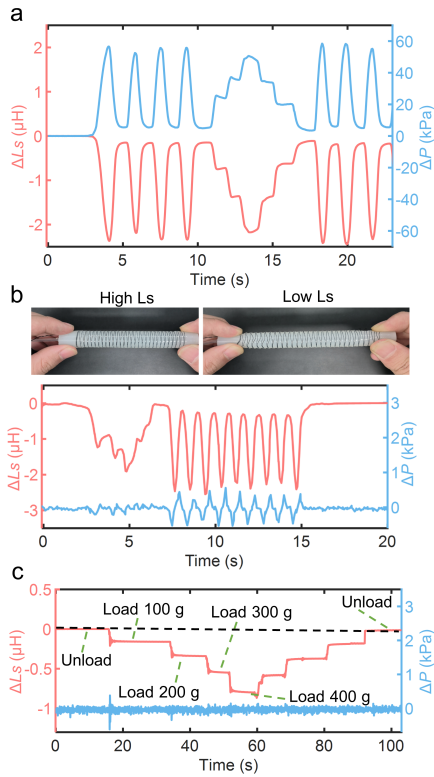 a
2
1
0
-1
-2
ΔLs (μH)
60
40
20
0
-20
-40
-60
ΔP (kPa)
0 5 10 15 20
Time (s)
b
High Ls Low Ls
0
-1
-2
-3
ΔLs (μH)
3
2
1
0
ΔP (kPa)
0 5 10 15 20
Time (s)
c
0.5
0
-0.5
-1
ΔLs (μH)
Unload
Load 100 g
Load 200 g
Load 300 g
Load 400 g
Unload
3
2
1
0
ΔP (kPa)
0 20 40 60 80 100
Time (s)